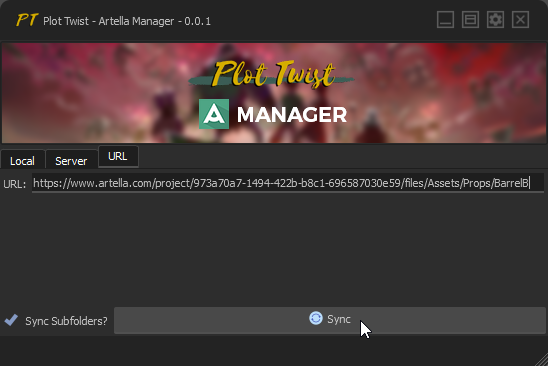 PT Plot Twist - Artella Manager - 0.0.1
Plot Twist
A MANAGER
Local Server URL
URL: https://www.artella.com/project/973a70a7-1494-422b-b8c1-696587030e59/files/Assets/Props/BarrelB
Sync Subfolders? Sync